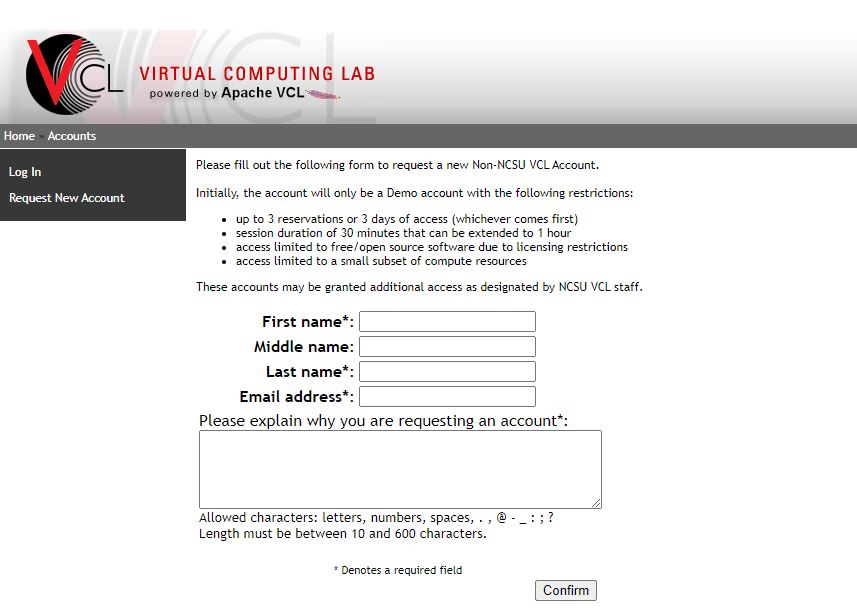 VCL VIRTUAL COMPUTING LAB
powered by Apache VCL
Home » Accounts
Log In
Request New Account
Please fill out the following form to request a new Non-NCSU VCL Account.
Initially, the account will only be a Demo account with the following restrictions:
• up to 3 reservations or 3 days of access (whichever comes first)
• session duration of 30 minutes that can be extended to 1 hour
• access limited to free/open source software due to licensing restrictions
• access limited to a small subset of compute resources
These accounts may be granted additional access as designated by NCSU VCL staff.
First name*:
Middle name:
Last name*:
Email address*:
Please explain why you are requesting an account*:
Allowed characters: letters, numbers, spaces, . , @ - _ : ; ?
Length must be between 10 and 600 characters.
* Denotes a required field
Confirm